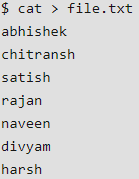 $ cat > file.txt
abhishek
chitransh
satish
rajan
naveen
divyam
harsh